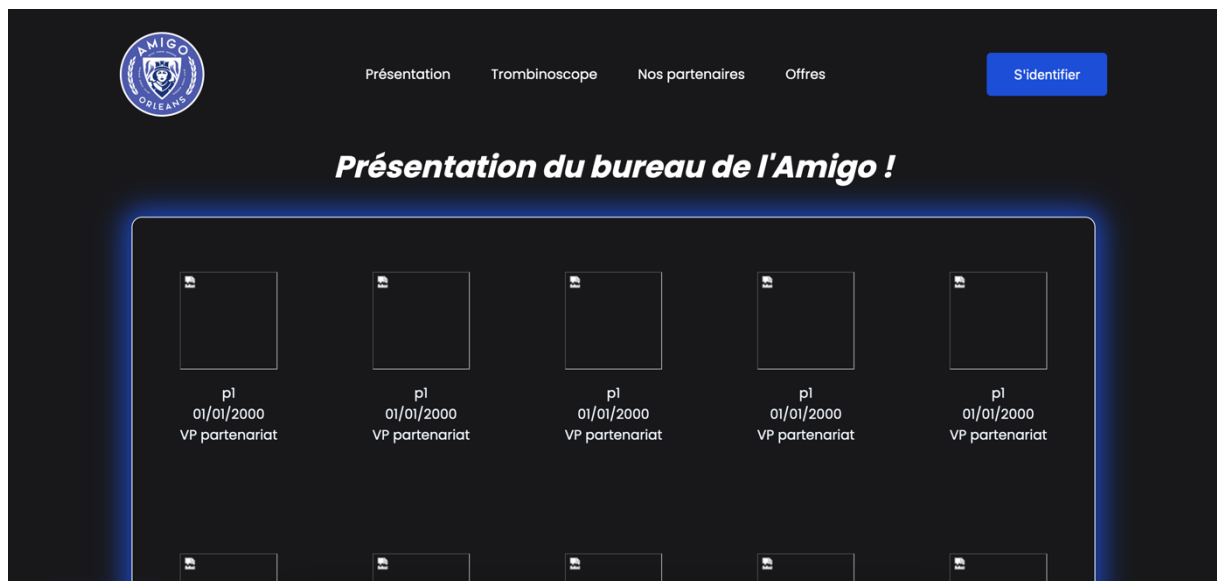 AMIGO
ORLEANS
Présentation Trombinoscope Nos partenaires Offres S'identifier
Présentation du bureau de l'Amigo !
p1 p1 p1 p1 p1
01/01/2000 01/01/2000 01/01/2000 01/01/2000 01/01/2000
VP partenariat VP partenariat VP partenariat VP partenariat VP partenariat